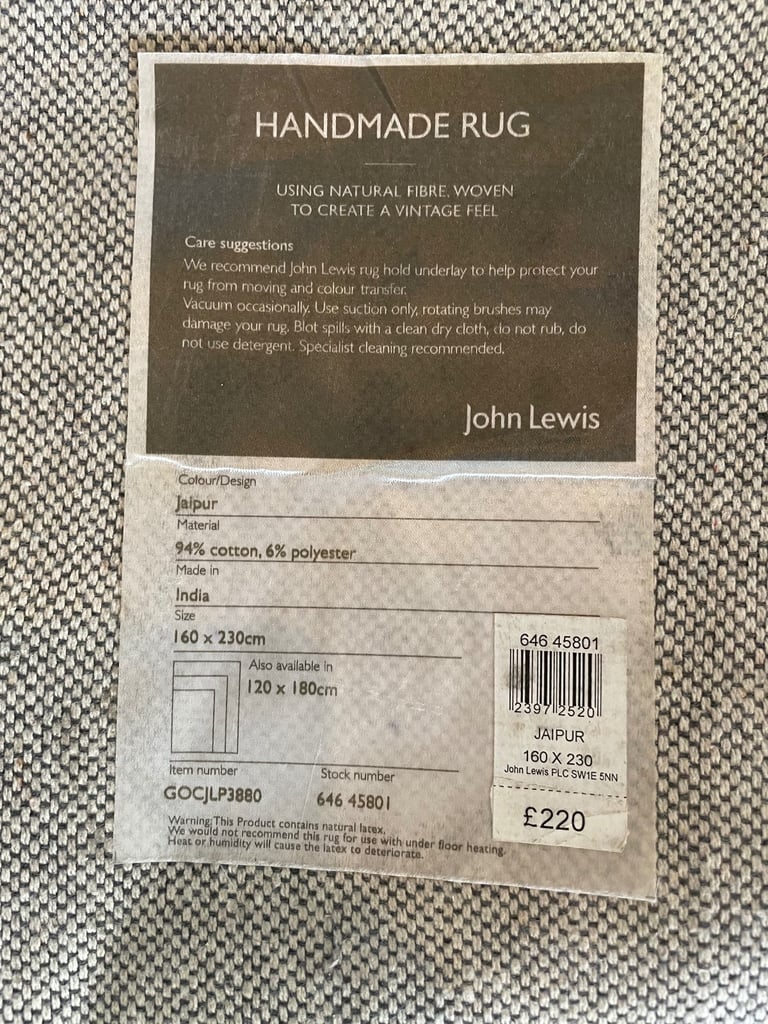 HANDMADE RUG
USING NATURAL FIBRE, WOVEN
TO CREATE A VINTAGE FEEL
Care suggestions
We recommend John Lewis rug hold underlay to help protect your
rug from moving and colour transfer.
Vacuum occasionally. Use suction only, rotating brushes may
damage your rug. Blot spills with a clean dry cloth, do not rub, do
not use detergent. Specialist cleaning recommended.
John Lewis
Colour/Design
Jaipur
Material
94% cotton, 6% polyester
Made in
India
Size
160 x 230cm
Also available in
120 x 180cm
Item number
GOCJLP3880
Stock number
646 45801
Warning: This Product contains natural latex.
We would not recommend this rug for use with under floor heating.
Heat or humidity will cause the latex to deteriorate.
646 45801
2397 2520
JAIPUR
160 X 230
John Lewis PLC SW1E 5NN
£220